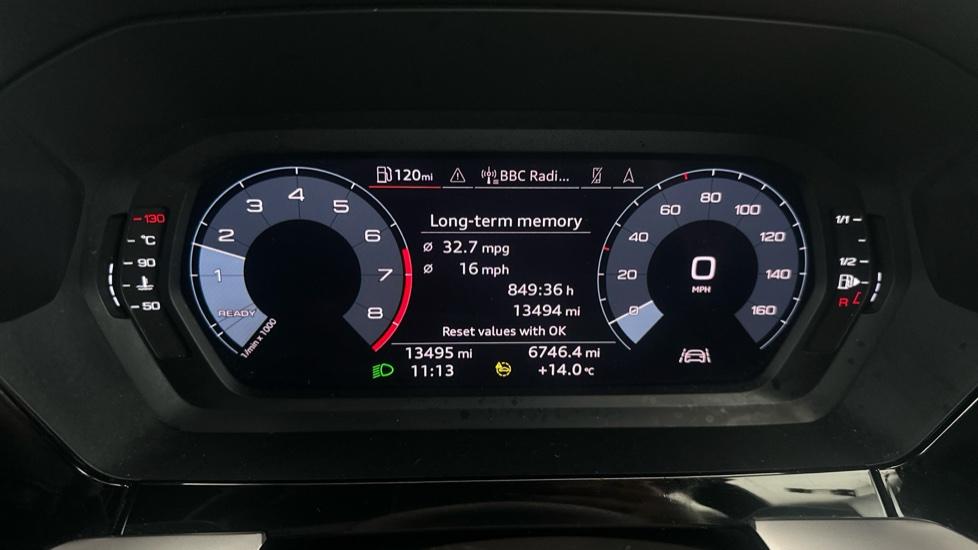 120mi
BBC Radi...
Long-term memory
ø 32.7 mpg
ø 16 mph
849:36 h
13494 mi
Reset values with OK
13495 mi 6746.4 mi
11:13 +14.0 °C
130
°C
90
50
1 2 3 4 5 6 7 8
READY
1/min x 1000
0 20 40 60 80 100 120 140 160
0
MPH
1/1
1/2
R